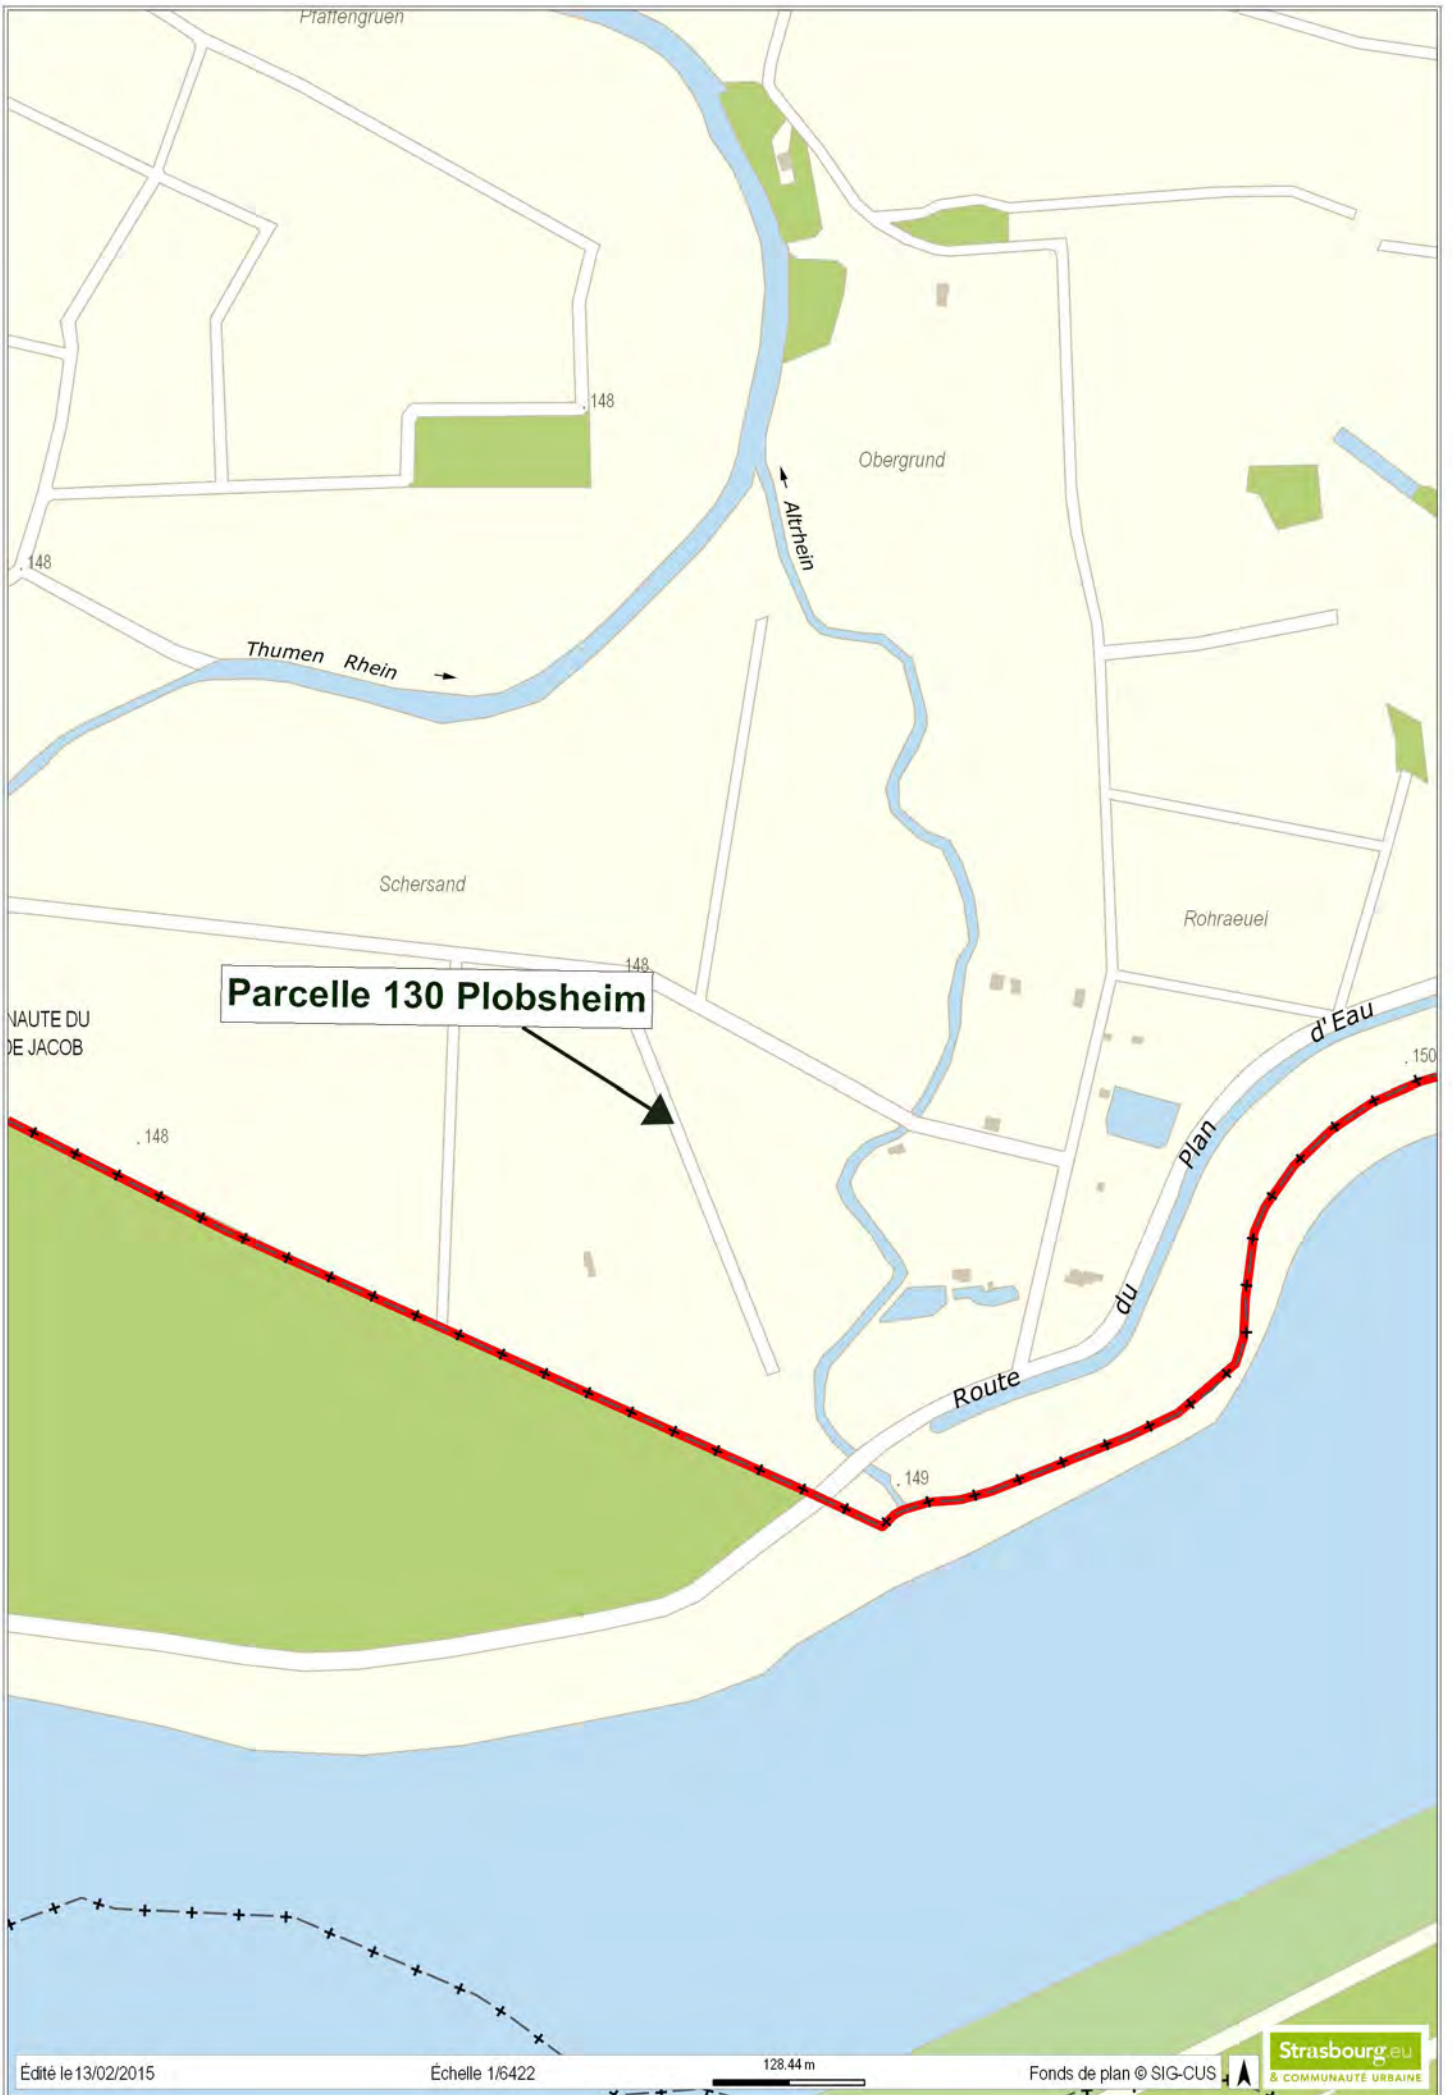 Pfaffengruen
148
Obergrund
Altrhein
148
Thumen Rhein
Schersand
Rohraeuel
148
Parcelle 130 Plobsheim
NAUTE DU
DE JACOB
d'Eau
150
148
Plan
du
Route
149
Édité le 13/02/2015
Échelle 1/6422
128.44 m
Fonds de plan © SIG-CUS
Strasbourg.eu
& COMMUNAUTÉ URBAINE